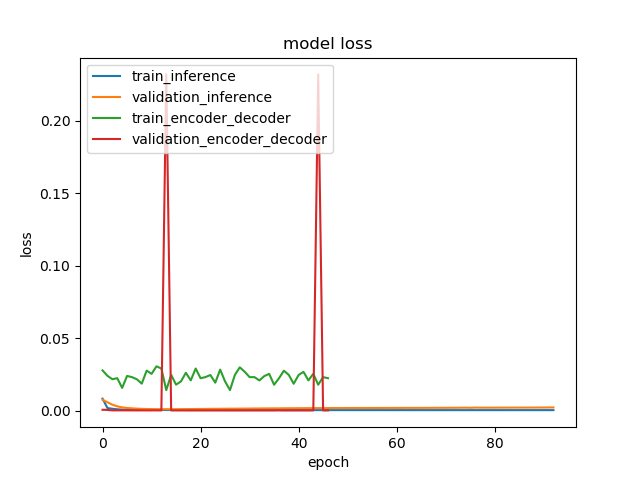 model loss
train_inference
validation_inference
train_encoder_decoder
validation_encoder_decoder
0.20
0.15
0.10
0.05
0.00
loss
0
20
40
60
80
epoch